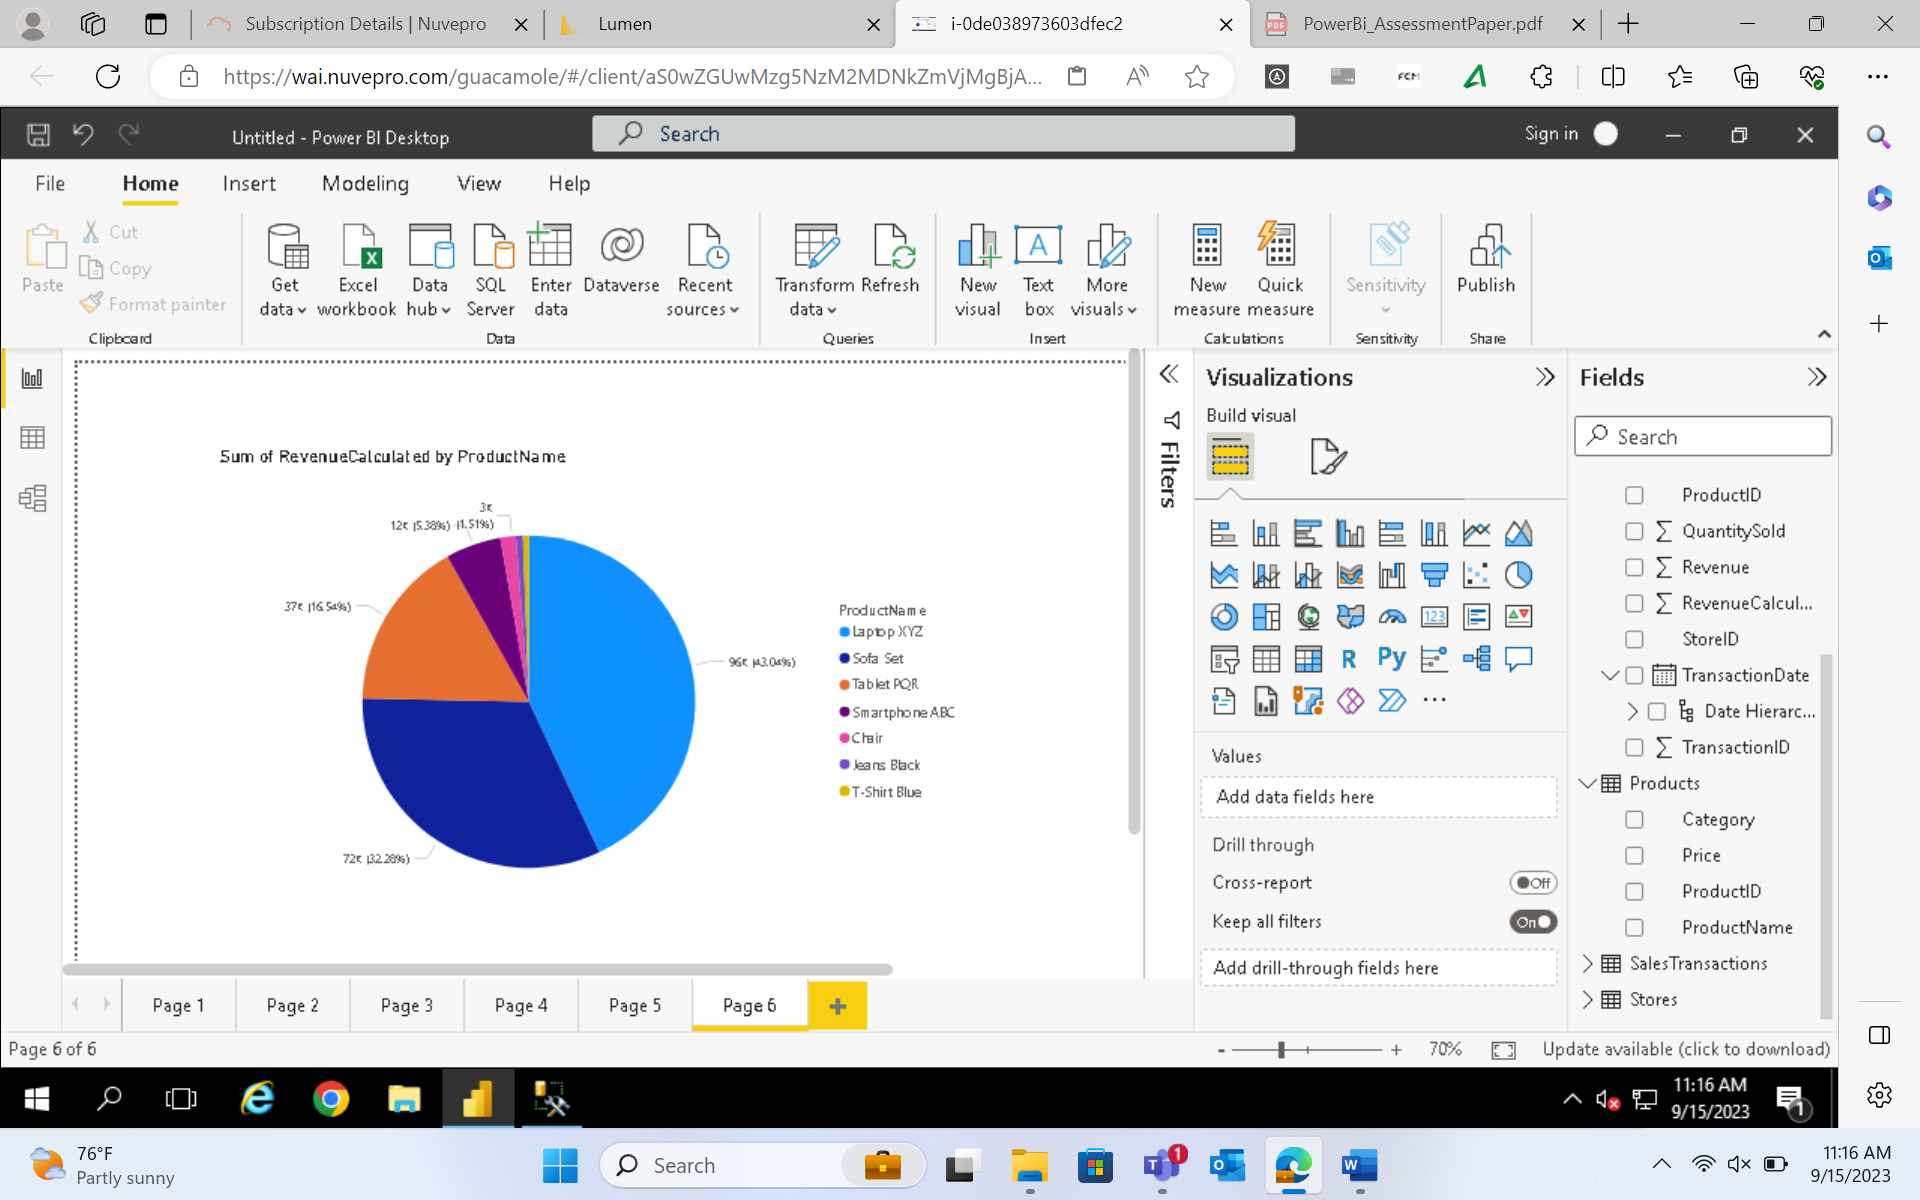 Subscription Details | Nuvepro
Lumen
i-0de038973603dfec2
PowerBi_AssessmentPaper.pdf
https://wai.nuvepro.com/guacamole/#/client/aS0wZGUwMzg5NzM2MDNkZmVjMgBjA...
FCM
Untitled - Power BI Desktop
Search
Sign in
File
Home
Insert
Modeling
View
Help
Paste
Cut
Copy
Format painter
Clipboard
Get data
Excel workbook
Data hub
SQL Server
Enter data
Dataverse
Recent sources
Data
Transform data
Refresh
Queries
New visual
Text box
More visuals
Insert
New measure
Quick measure
Calculations
Sensitivity
Sensitivity
Publish
Share
Sum of RevenueCalculated by ProductName
3K
(1.51%)
12K (5.38%)
37K (16.54%)
96K (43.04%)
72K (32.28%)
ProductName
Laptop XYZ
Sofa Set
Tablet PQR
Smartphone ABC
Chair
Jeans Black
T-Shirt Blue
Filters
Visualizations
Build visual
123
R
Py
Values
Add data fields here
Drill through
Cross-report
Off
Keep all filters
On
Add drill-through fields here
Fields
Search
ProductID
QuantitySold
Revenue
RevenueCalcul...
StoreID
TransactionDate
Date Hierarc...
TransactionID
Products
Category
Price
ProductID
ProductName
SalesTransactions
Stores
Page 1
Page 2
Page 3
Page 4
Page 5
Page 6
Page 6 of 6
70%
Update available (click to download)
11:16 AM
9/15/2023
1
76°F
Partly sunny
Search
1
11:16 AM
9/15/2023